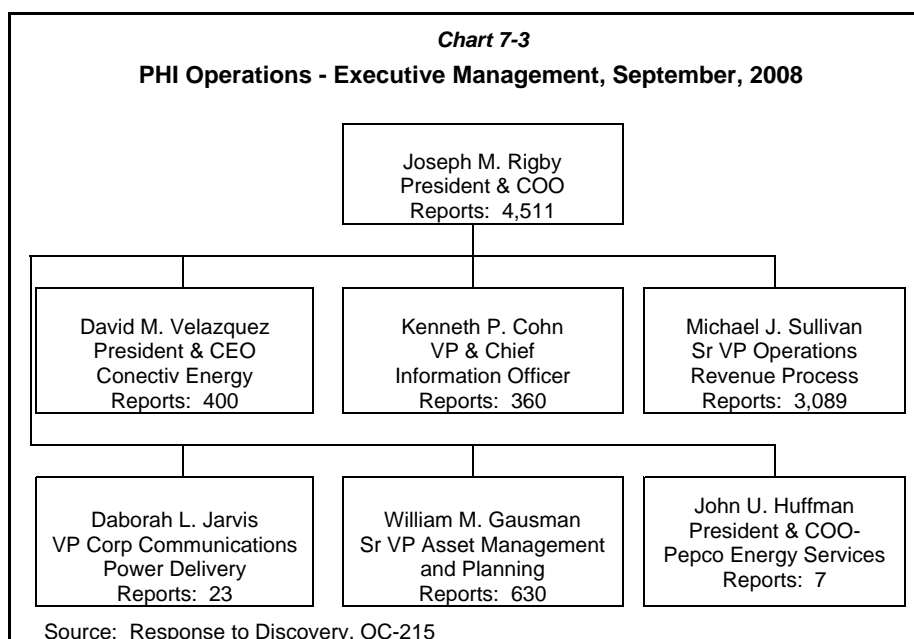 Chart 7-3
PHI Operations - Executive Management, September, 2008
Joseph M. Rigby
President & COO
Reports: 4,511
David M. Velazquez
President & CEO
Conectiv Energy
Reports: 400
Kenneth P. Cohn
VP & Chief
Information Officer
Reports: 360
Michael J. Sullivan
Sr VP Operations
Revenue Process
Reports: 3,089
Daborah L. Jarvis
VP Corp Communications
Power Delivery
Reports: 23
William M. Gausman
Sr VP Asset Management
and Planning
Reports: 630
John U. Huffman
President & COO-
Pepco Energy Services
Reports: 7
Source: Response to Discovery, OC-215